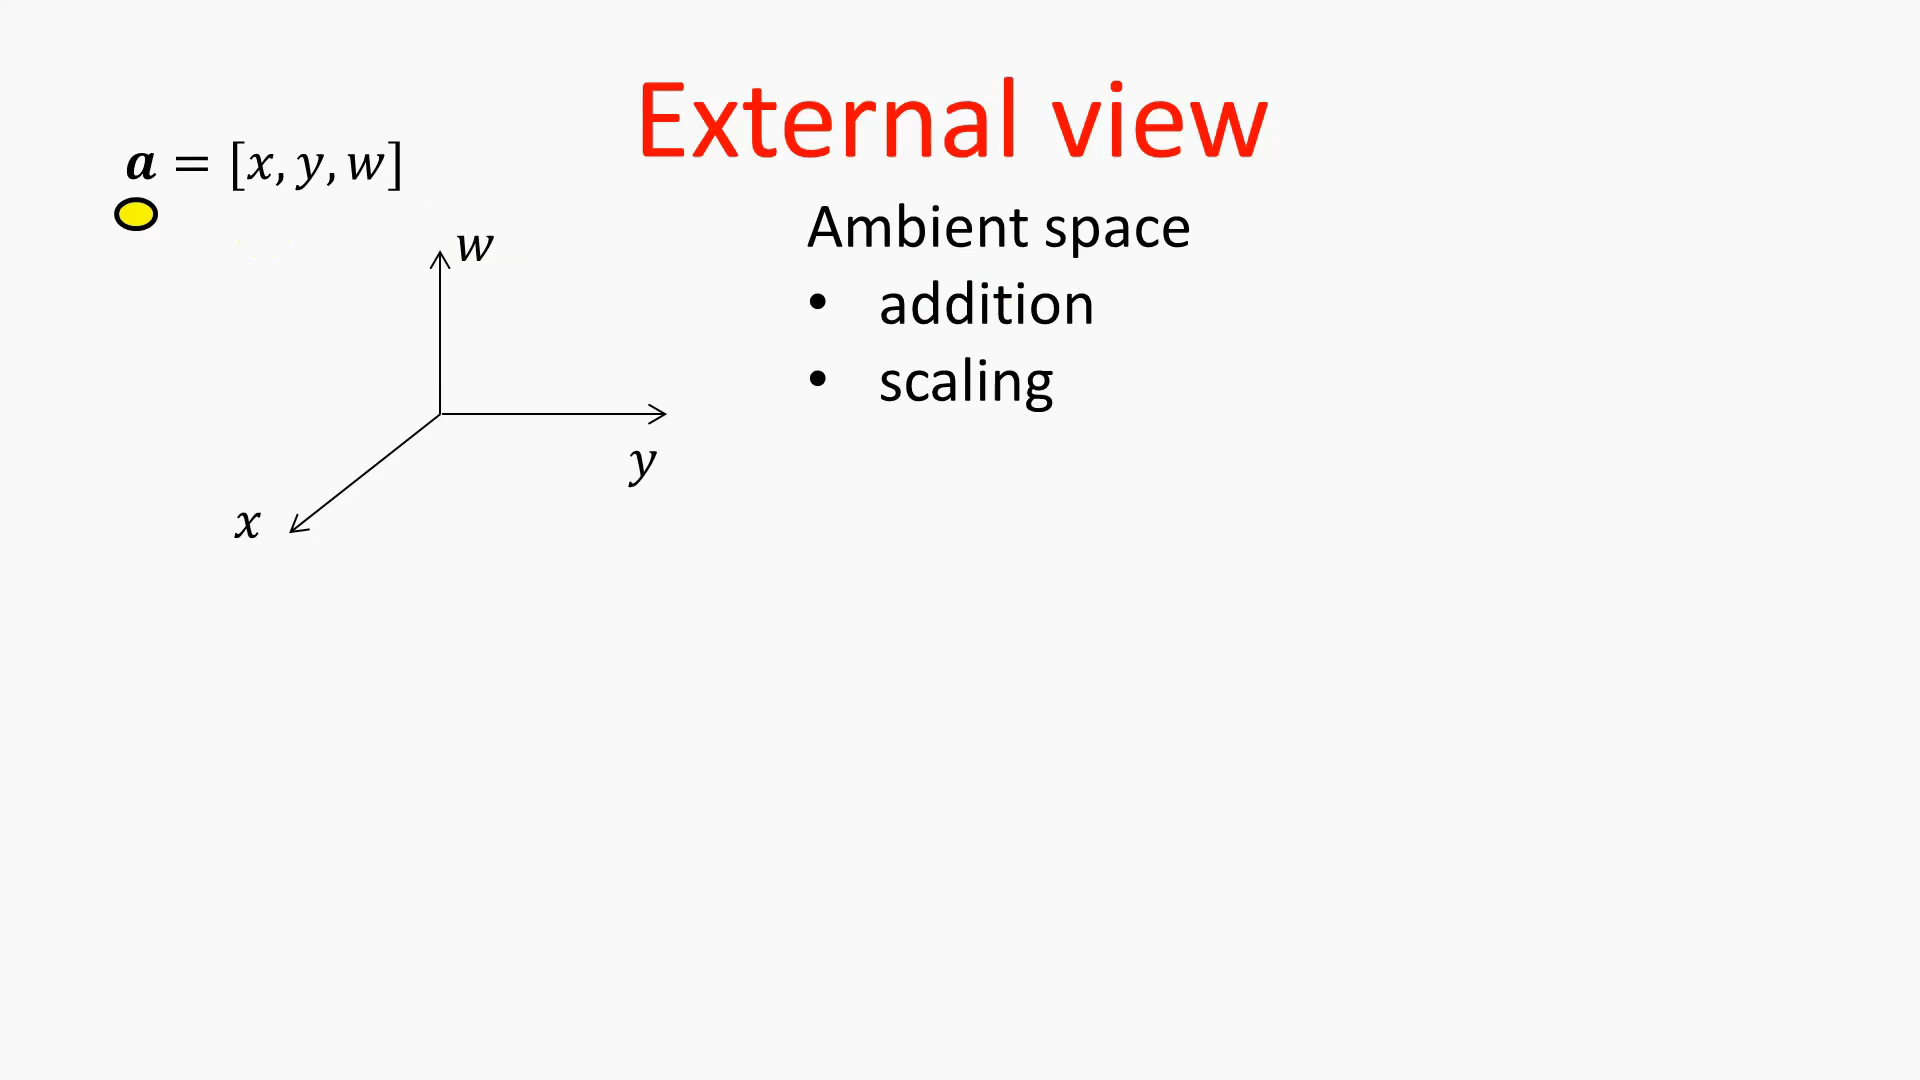 External view
𝒂 = [x, y, w]
Ambient space
• addition
• scaling
w
y
x